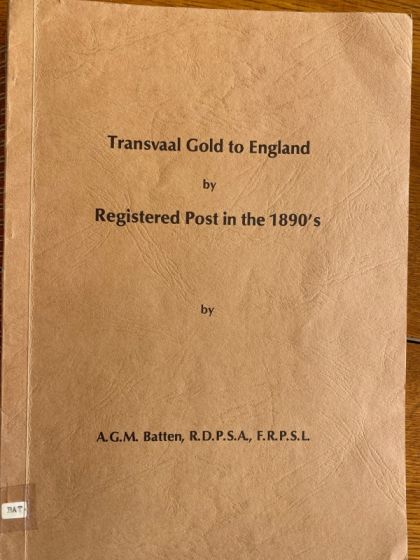 Transvaal Gold to England
by
Registered Post in the 1890's
by
A.G.M. Batten, R.D.P.S.A., F.R.P.S.L.
BAT